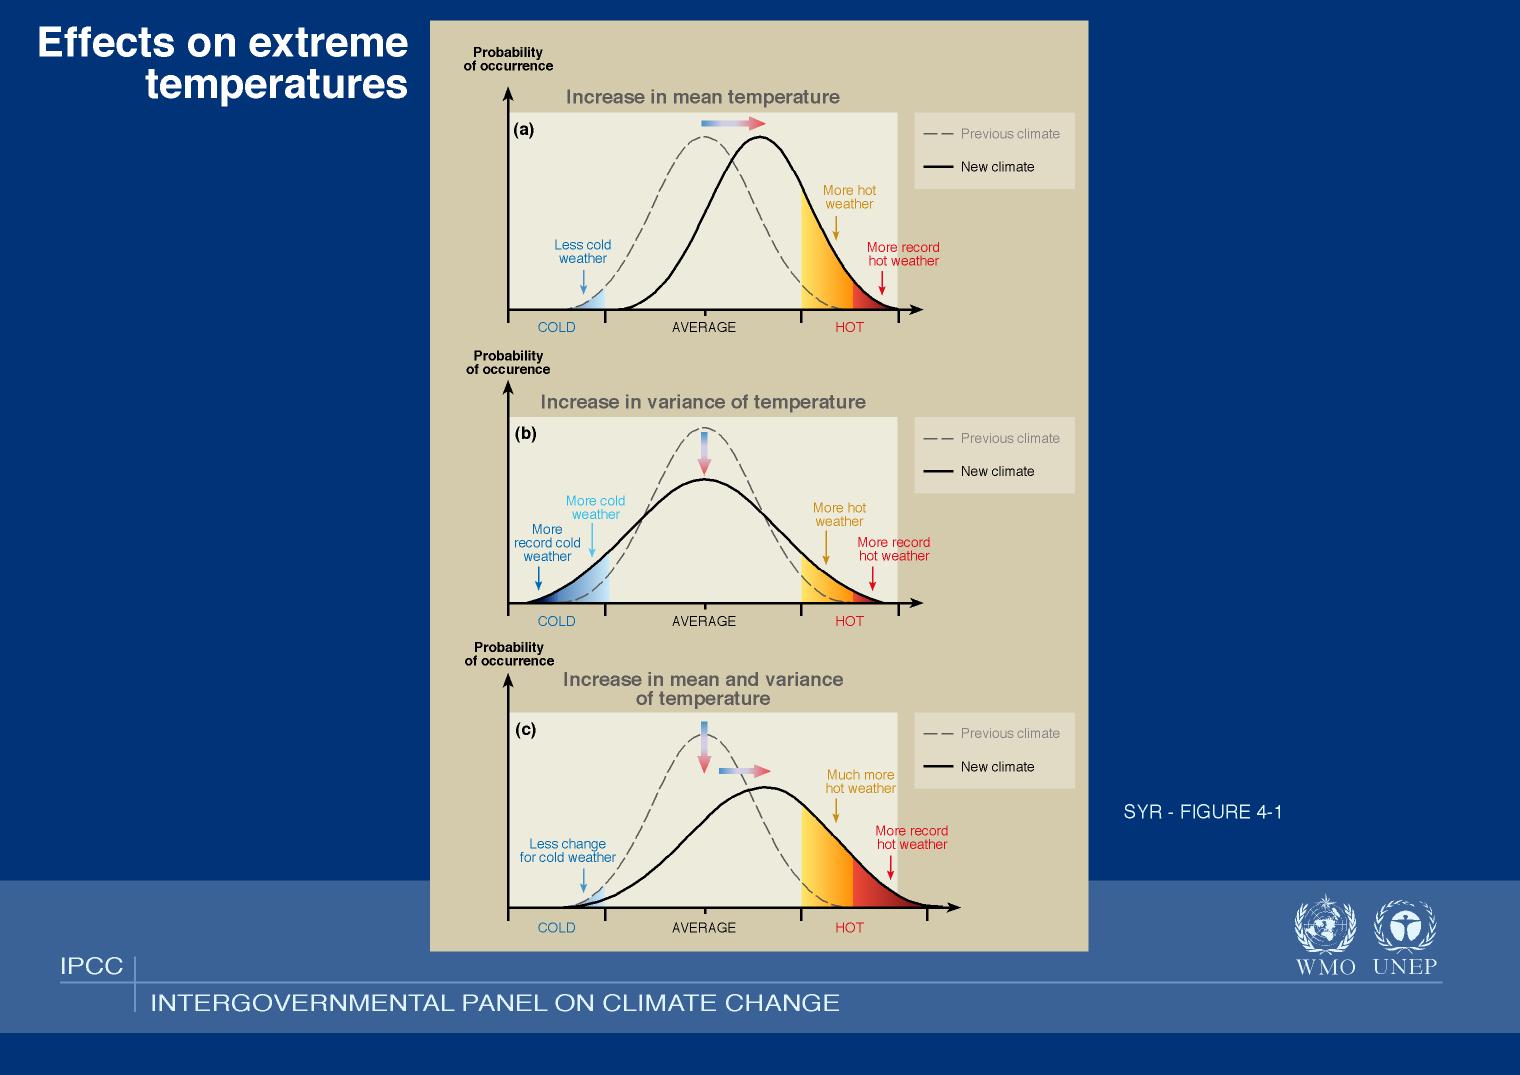 Effects on extreme
temperatures
Probability
of occurrence
Increase in mean temperature
(a)
Previous climate
New climate
More hot
weather
Less cold
weather
More record
hot weather
COLD
AVERAGE
HOT
Probability
of occurence
Increase in variance of temperature
(b)
Previous climate
New climate
More cold
weather
More hot
weather
More
record cold
weather
More record
hot weather
COLD
AVERAGE
HOT
Probability
of occurrence
Increase in mean and variance
of temperature
(c)
Previous climate
New climate
Much more
hot weather
Less change
for cold weather
More record
hot weather
COLD
AVERAGE
HOT
SYR - FIGURE 4-1
WMO UNEP
IPCC
INTERGOVERNMENTAL PANEL ON CLIMATE CHANGE